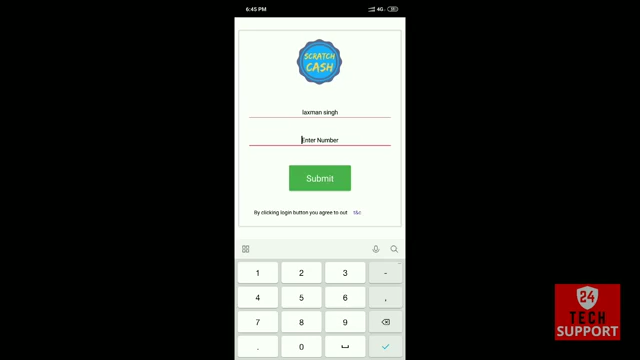 6:45 PM
4G
SCRATCH
CASH
laxman singh
Enter Number
Submit
By clicking login button you agree to out t&c
1 2 3 -
4 5 6 ,
7 8 9
. 0
24
TECH
SUPPORT